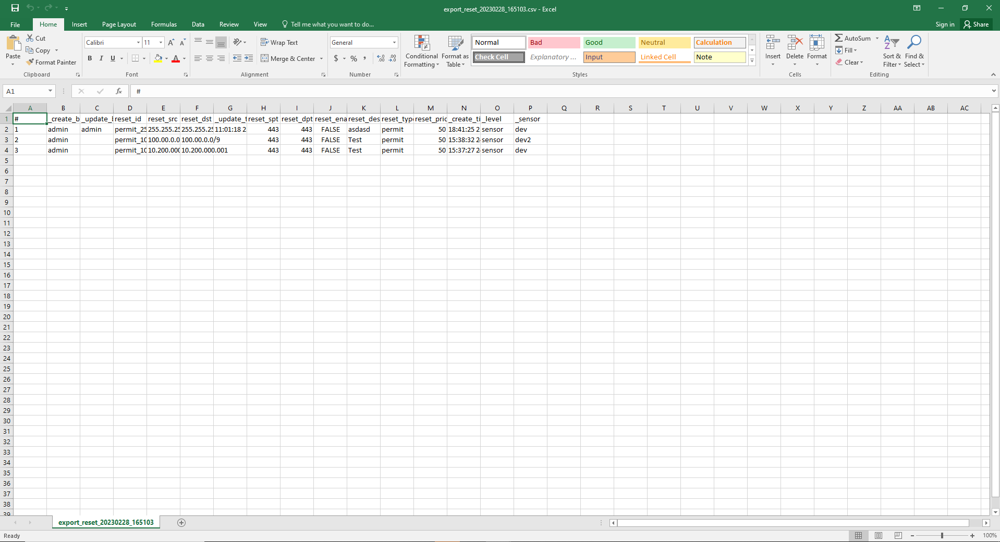 export_reset_20230228_165103.csv - Excel
File Home Insert Page Layout Formulas Data Review View Tell me what you want to do... Sign in Share
Paste Cut Copy Format Painter
Clipboard
Calibri 11
B I U A
Font
Wrap Text
Merge & Center
Alignment
General
$ % ,
Number
Conditional Formatting
Format as Table
Normal Bad Good Neutral Calculation
Check Cell Explanatory ... Input Linked Cell Note
Styles
Insert Delete Format
Cells
AutoSum
Fill
Clear
Sort & Filter
Find & Select
Editing
A1 fx #
A B C D E F G H I J K L M N O P Q R S T U V W X Y Z AA AB AC
1 # _create_b _update_b reset_id reset_src reset_dst _update_t reset_spt reset_dpt reset_ena reset_des reset_type reset_pric _create_ti _level _sensor
2 1 admin admin permit_25 255.255.25 255.255.25 11:01:18 2 443 443 FALSE asdasd permit 50 18:41:25 2 sensor dev
3 2 admin permit_10 100.00.0.0 100.00.0.0/9 443 443 FALSE Test permit 50 15:38:32 2 sensor dev2
4 3 admin permit_10 10.200.000 10.200.000.001 443 443 FALSE Test permit 50 15:37:27 2 sensor dev
5
6
7
8
9
10
11
12
13
14
15
16
17
18
19
20
21
22
23
24
25
26
27
28
29
30
31
32
33
34
35
36
37
38
39
export_reset_20230228_165103
Ready 100%